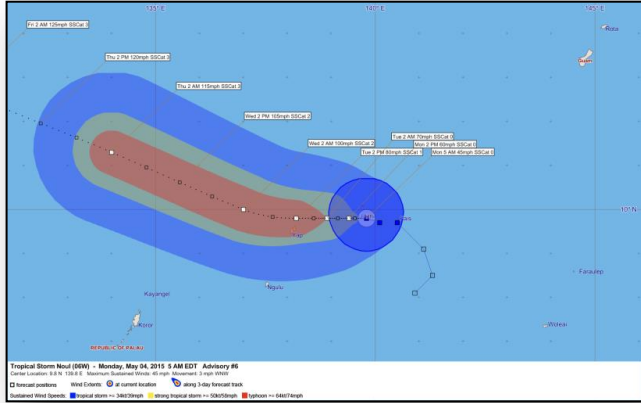 135° E
140° E
145° E
Rota
Fri 2 AM 125mph SSCat 3
Guam
Thu 2 PM 120mph SSCat 3
Thu 2 AM 115mph SSCat 3
Wed 2 PM 105mph SSCat 2
Tue 2 AM 70mph SSCat 0
Wed 2 AM 100mph SSCat 2
Mon 2 PM 60mph SSCat 0
Tue 2 PM 80mph SSCat 1
Mon 5 AM 45mph SSCat 0
10° N
Yap
Faraulep
Ngulu
Kayangel
Koror
Woleai
REPUBLIC OF PALAU
Tropical Storm Noul (06W) - Monday, May 04, 2015 5 AM EDT Advisory #6
Center Location: 9.8 N 139.8 E Maximum Sustained Winds: 45 mph Movement: 3 mph WNW
forecast positions Wind Extents: at current location along 3-day forecast track
Sustained Wind Speeds: tropical storm >= 34kt/39mph strong tropical storm >= 50kt/58mph typhoon >= 64kt/74mph